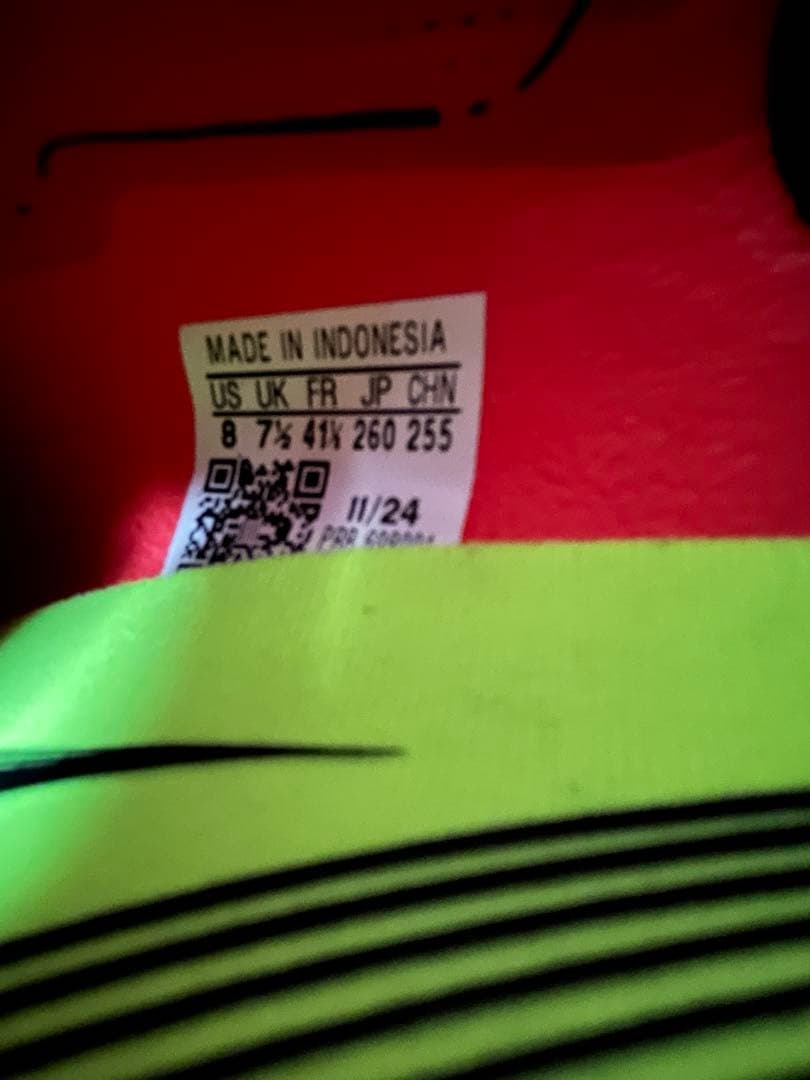 MADE IN INDONESIA
US UK FR JP CHN
8 7½ 41⅓ 260 255
11/24